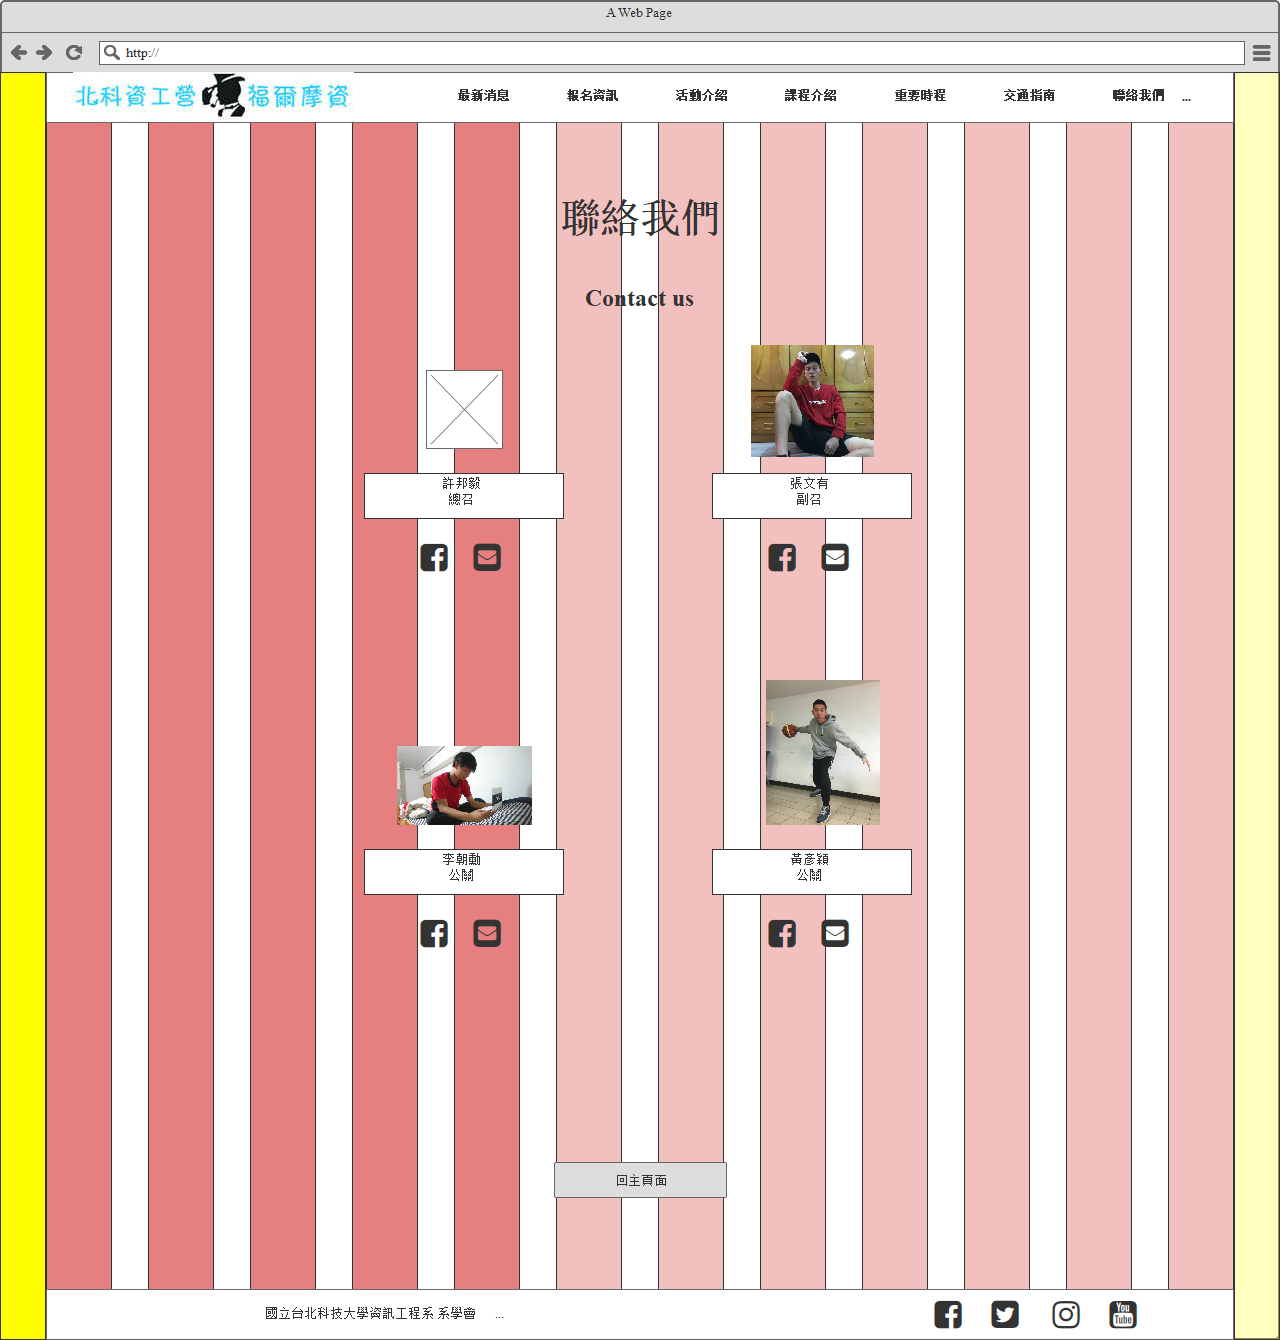 A Web Page
http://
北科資工營 福爾摩資
最新消息 報名資訊 活動介紹 課程介紹 重要時程 交通指南 聯絡我們 ...
聯絡我們
Contact us
許邦毅
總召
張文有
副召
李朝勳
公關
黃彥穎
公關
回主頁面
國立台北科技大學資訊工程系 系學會 ...
You
Tube